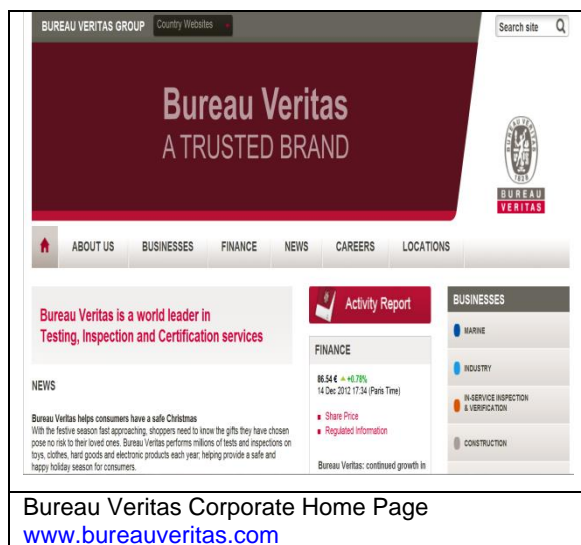 BUREAU VERITAS GROUP
Country Websites
Search site
Bureau Veritas
A TRUSTED BRAND
BUREAU
VERITAS
ABOUT US BUSINESSES FINANCE NEWS CAREERS LOCATIONS
Bureau Veritas is a world leader in
Testing, Inspection and Certification services
NEWS
Bureau Veritas helps consumers have a safe Christmas
With the festive season fast approaching, shoppers need to know the gifts they have chosen
pose no risk to their loved ones. Bureau Veritas performs millions of tests and inspections on
toys, clothes, hard goods and electronic products each year; helping provide a safe and
happy holiday season for consumers.
Activity Report
FINANCE
86.54 € +0.78%
14 Dec 2012 17:34 (Paris Time)
Share Price
Regulated Information
Bureau Veritas: continued growth in
BUSINESSES
MARINE
INDUSTRY
IN-SERVICE INSPECTION
& VERIFICATION
CONSTRUCTION
Bureau Veritas Corporate Home Page
www.bureauveritas.com